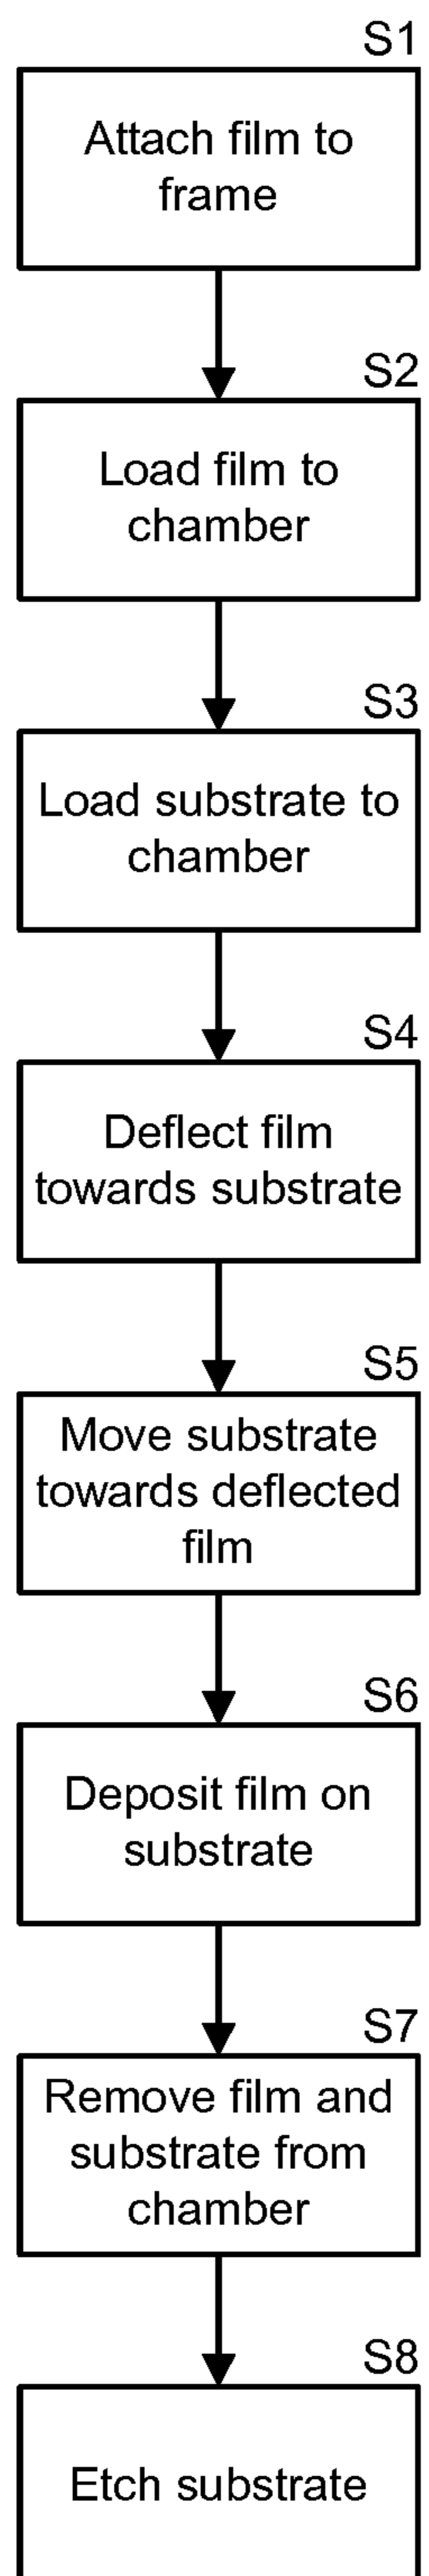 S1
Attach film to
frame
S2
Load film to
chamber
S3
Load substrate to
chamber
S4
Deflect film
towards substrate
S5
Move substrate
towards deflected
film
S6
Deposit film on
substrate
S7
Remove film and
substrate from
chamber
S8
Etch substrate